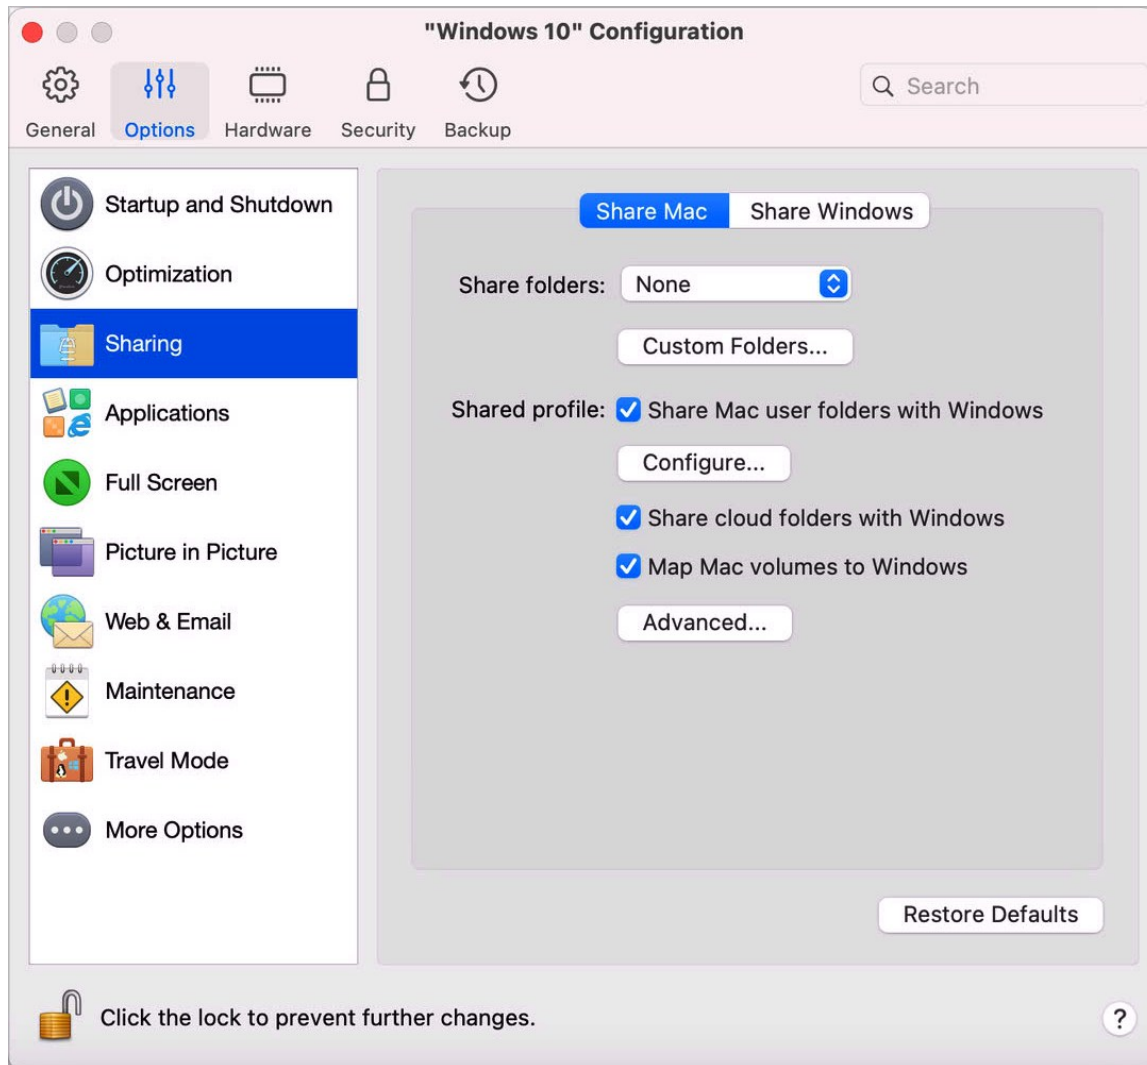 "Windows 10" Configuration
General Options Hardware Security Backup
Search
Startup and Shutdown
Optimization
Sharing
Applications
Full Screen
Picture in Picture
Web & Email
Maintenance
Travel Mode
More Options
Share Mac Share Windows
Share folders: None
Custom Folders...
Shared profile: Share Mac user folders with Windows
Configure...
Share cloud folders with Windows
Map Mac volumes to Windows
Advanced...
Restore Defaults
Click the lock to prevent further changes.
?